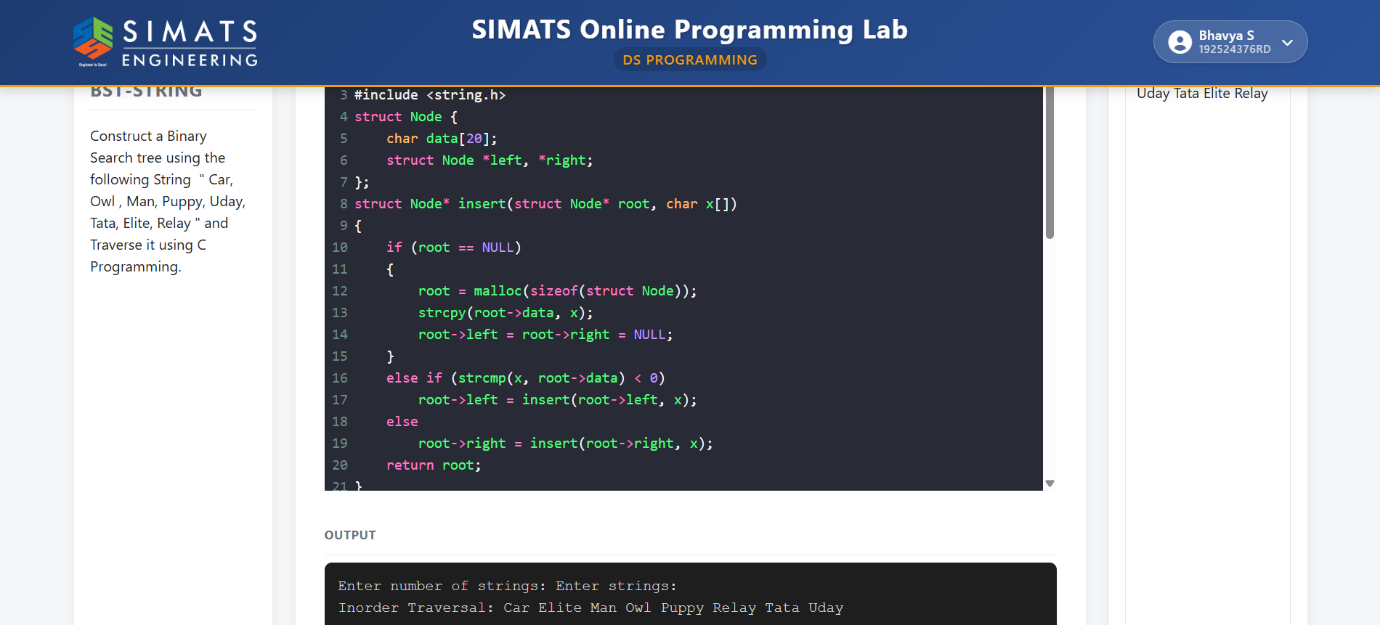 SIMATS
ENGINEERING
Engineer to Excel
SIMATS Online Programming Lab
DS PROGRAMMING
Bhavya S
192524376RD
BST-STRING
Construct a Binary
Search tree using the
following String " Car,
Owl , Man, Puppy, Uday,
Tata, Elite, Relay " and
Traverse it using C
Programming.
3 #include <string.h>
4 struct Node {
5     char data[20];
6     struct Node *left, *right;
7 };
8 struct Node* insert(struct Node* root, char x[])
9 {
10     if (root == NULL)
11     {
12         root = malloc(sizeof(struct Node));
13         strcpy(root->data, x);
14         root->left = root->right = NULL;
15     }
16     else if (strcmp(x, root->data) < 0)
17         root->left = insert(root->left, x);
18     else
19         root->right = insert(root->right, x);
20     return root;
21 }
OUTPUT
Enter number of strings: Enter strings:
Inorder Traversal: Car Elite Man Owl Puppy Relay Tata Uday
Uday Tata Elite Relay